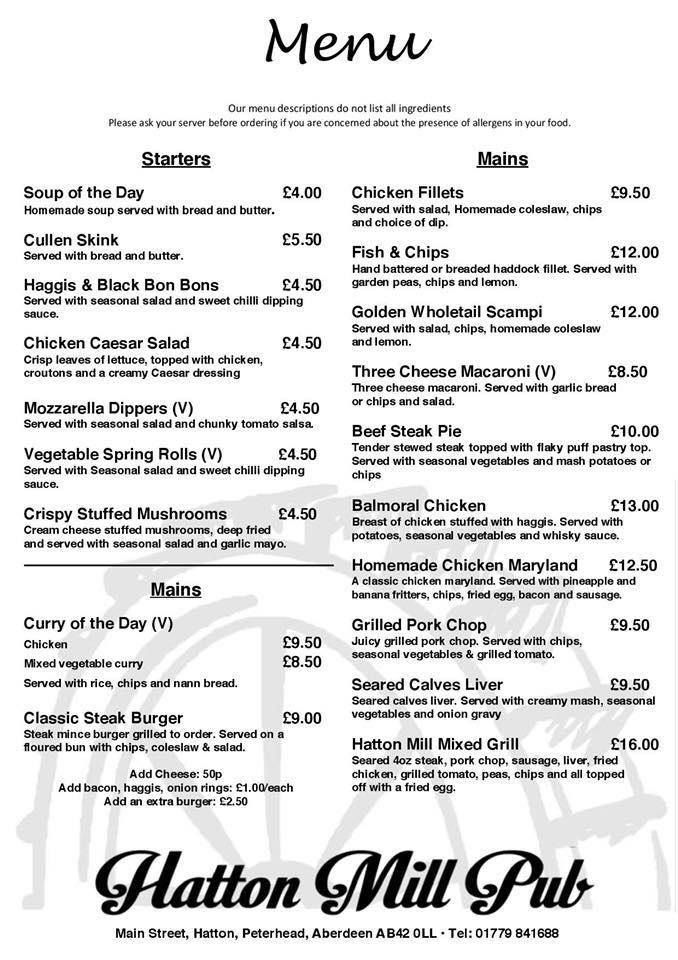 Menu
Our menu descriptions do not list all ingredients
Please ask your server before ordering if you are concerned about the presence of allergens in your food.
Starters
Soup of the Day £4.00
Homemade soup served with bread and butter.
Cullen Skink £5.50
Served with bread and butter.
Haggis & Black Bon Bons £4.50
Served with seasonal salad and sweet chilli dipping
sauce.
Chicken Caesar Salad £4.50
Crisp leaves of lettuce, topped with chicken,
croutons and a creamy Caesar dressing
Mozzarella Dippers (V) £4.50
Served with seasonal salad and chunky tomato salsa.
Vegetable Spring Rolls (V) £4.50
Served with Seasonal salad and sweet chilli dipping
sauce.
Crispy Stuffed Mushrooms £4.50
Cream cheese stuffed mushrooms, deep fried
and served with seasonal salad and garlic mayo.
Mains
Curry of the Day (V)
Chicken £9.50
Mixed vegetable curry £8.50
Served with rice, chips and nann bread.
Classic Steak Burger £9.00
Steak mince burger grilled to order. Served on a
floured bun with chips, coleslaw & salad.
Add Cheese: 50p
Add bacon, haggis, onion rings: £1.00/each
Add an extra burger: £2.50
Mains
Chicken Fillets £9.50
Served with salad, Homemade coleslaw, chips
and choice of dip.
Fish & Chips £12.00
Hand battered or breaded haddock fillet. Served with
garden peas, chips and lemon.
Golden Wholetail Scampi £12.00
Served with salad, chips, homemade coleslaw
and lemon.
Three Cheese Macaroni (V) £8.50
Three cheese macaroni. Served with garlic bread
or chips and salad.
Beef Steak Pie £10.00
Tender stewed steak topped with flaky puff pastry top.
Served with seasonal vegetables and mash potatoes or
chips
Balmoral Chicken £13.00
Breast of chicken stuffed with haggis. Served with
potatoes, seasonal vegetables and whisky sauce.
Homemade Chicken Maryland £12.50
A classic chicken maryland. Served with pineapple and
banana fritters, chips, fried egg, bacon and sausage.
Grilled Pork Chop £9.50
Juicy grilled pork chop. Served with chips,
seasonal vegetables & grilled tomato.
Seared Calves Liver £9.50
Seared calves liver. Served with creamy mash, seasonal
vegetables and onion gravy
Hatton Mill Mixed Grill £16.00
Seared 4oz steak, pork chop, sausage, liver, fried
chicken, grilled tomato, peas, chips and all topped
off with a fried egg.
Hatton Mill Pub
Main Street, Hatton, Peterhead, Aberdeen AB42 0LL · Tel: 01779 841688